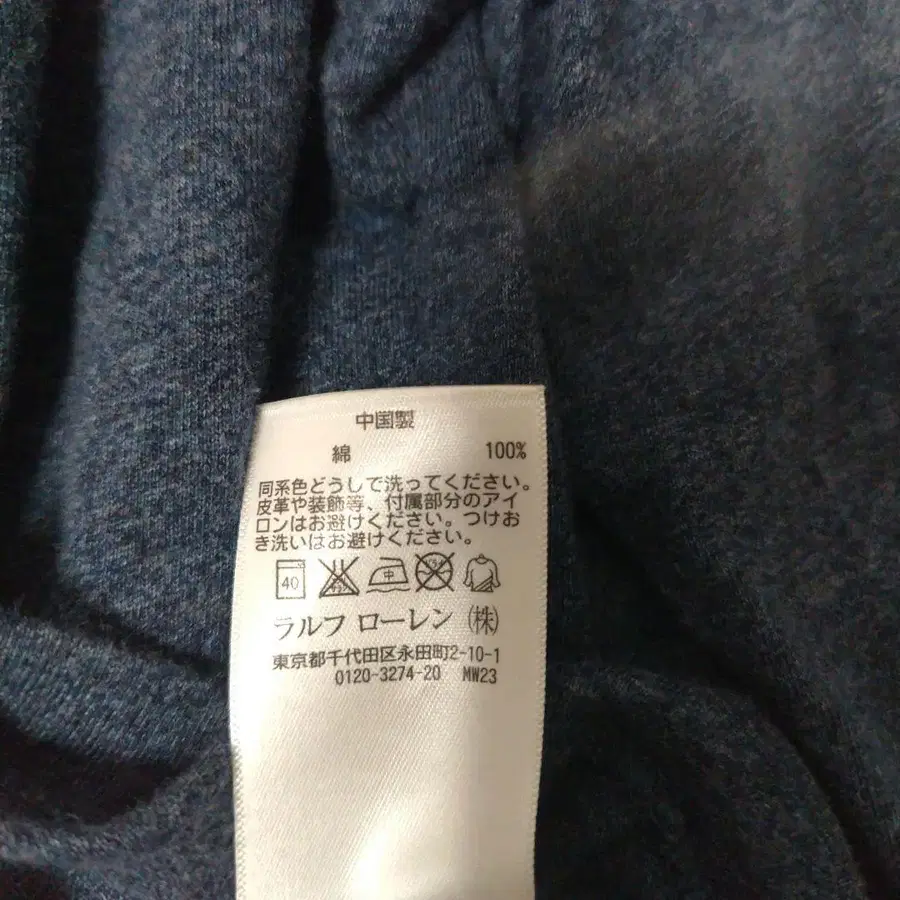 中国製
綿 100%
同系色どうしで洗ってください。
皮革や装飾等、付属部分のアイ
ロンはお避けください。つけお
き洗いはお避けください。
40 中
ラルフ ローレン (株)
東京都千代田区永田町2-10-1
0120-3274-20 MW23